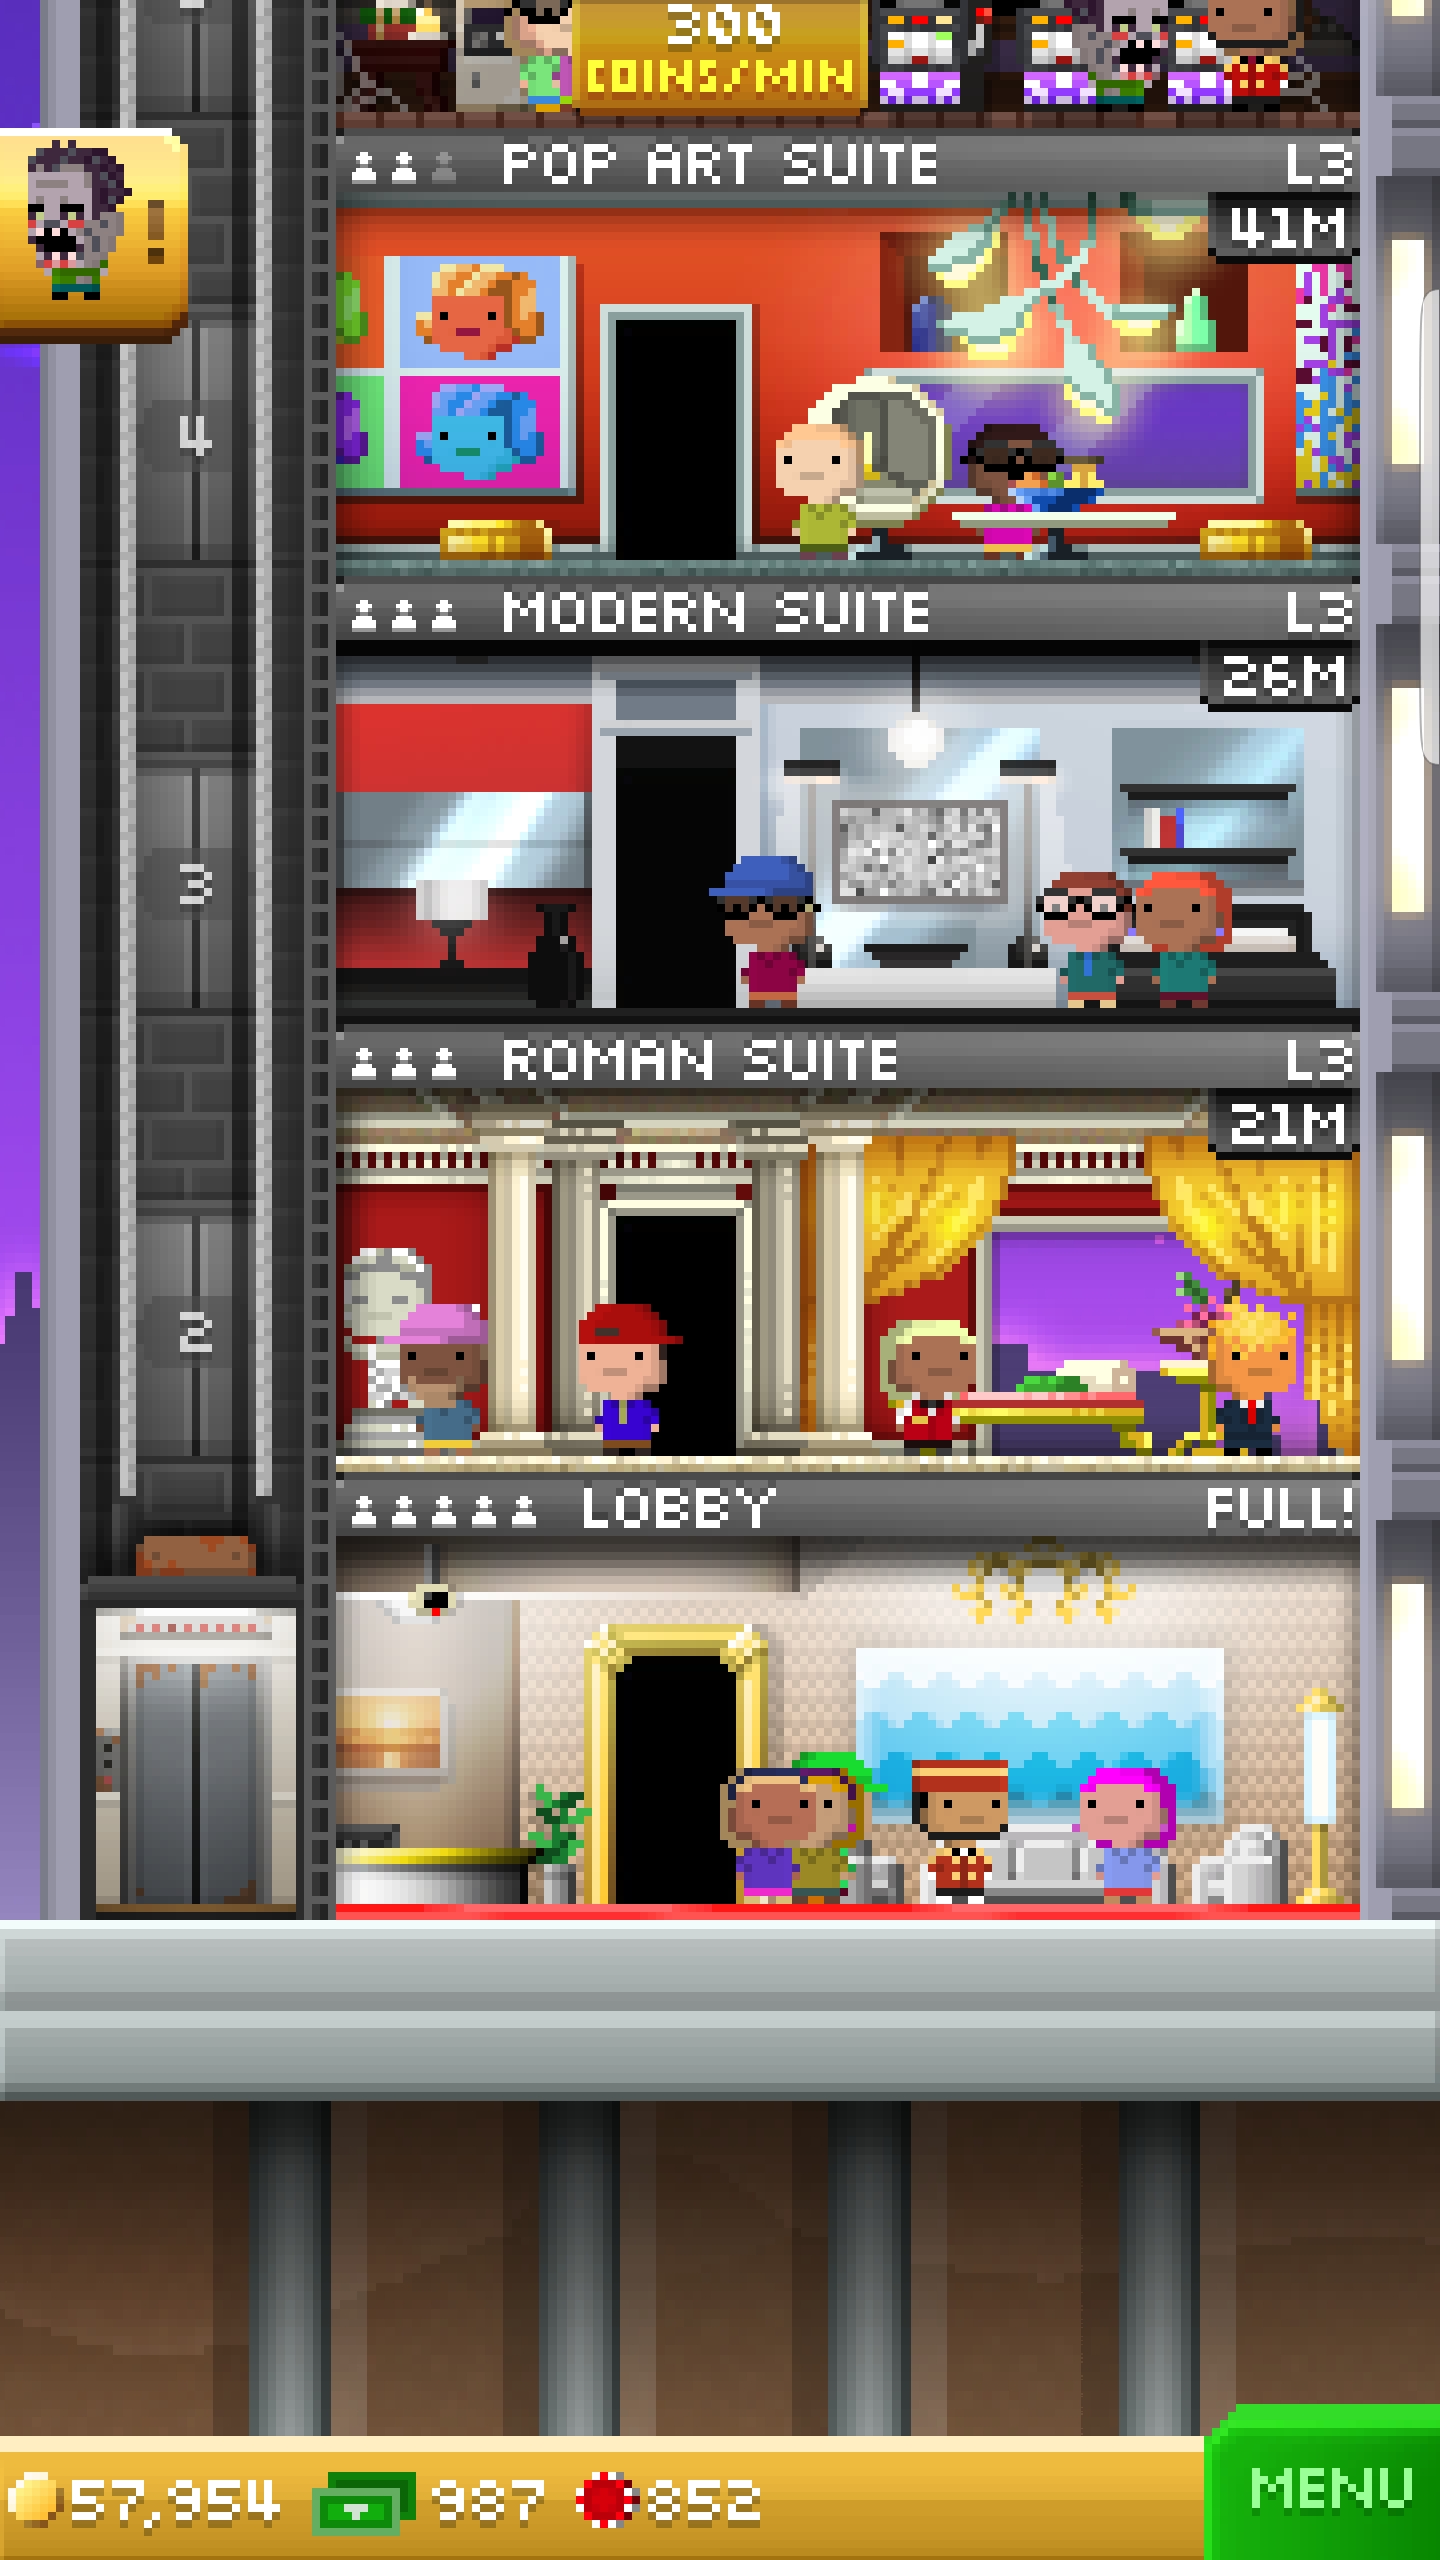 300
COINS/MIN
POP ART SUITE L3
41M
4
MODERN SUITE L3
26M
3
ROMAN SUITE L3
21M
2
LOBBY FULL!
57,954 987 852
MENU
!